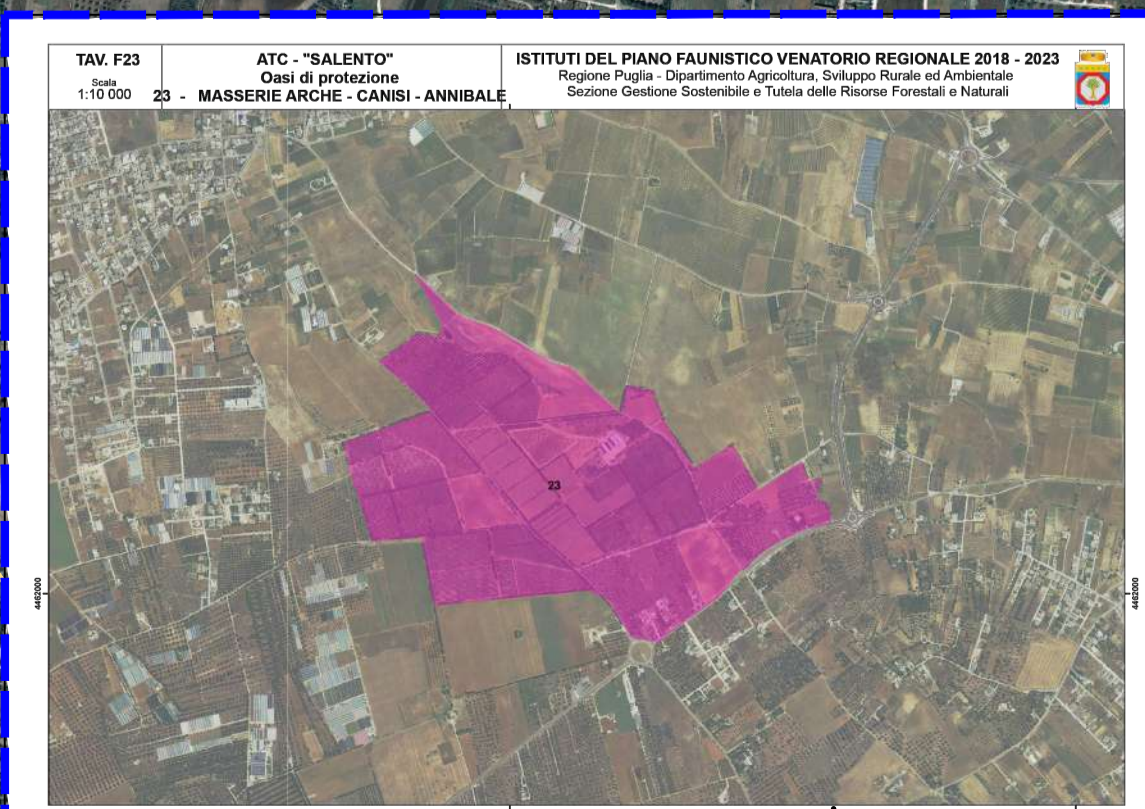 TAV. F23
Scala
1:10 000
ATC - "SALENTO"
Oasi di protezione
23 - MASSERIE ARCHE - CANISI - ANNIBALE
ISTITUTI DEL PIANO FAUNISTICO VENATORIO REGIONALE 2018 - 2023
Regione Puglia - Dipartimento Agricoltura, Sviluppo Rurale ed Ambientale
Sezione Gestione Sostenibile e Tutela delle Risorse Forestali e Naturali
23
4462000
4462000